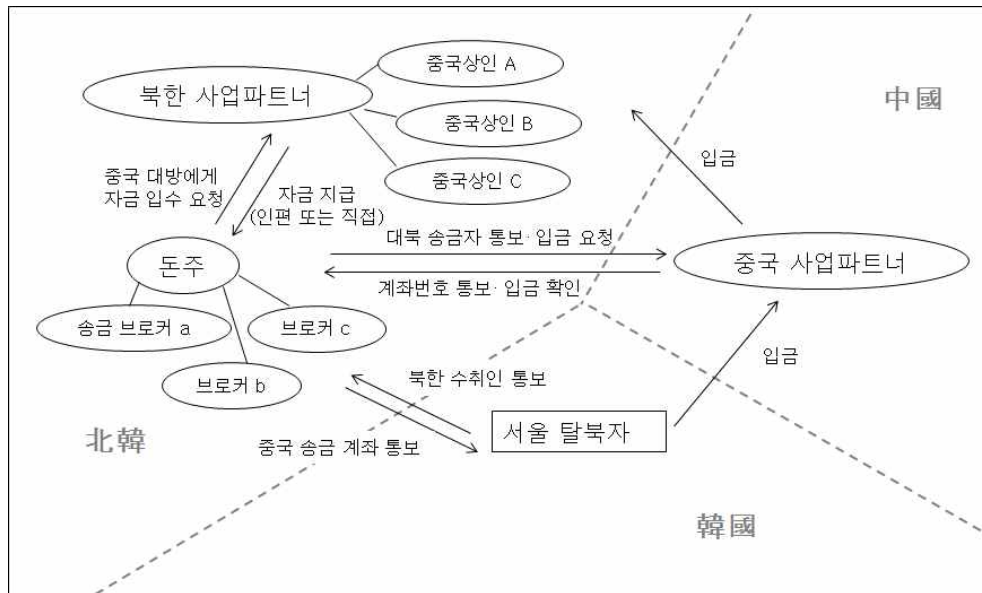 중국상인 A
북한 사업파트너
중국상인 B
중국상인 C
中國
입금
중국 대방에게
자금 입수 요청
자금 지급
(인편 또는 직접)
대북 송금자 통보· 입금 요청
돈주
중국 사업파트너
계좌번호 통보· 입금 확인
송금 브로커 a
브로커 c
브로커 b
입금
북한 수취인 통보
서울 탈북자
北韓
중국 송금 계좌 통보
韓國